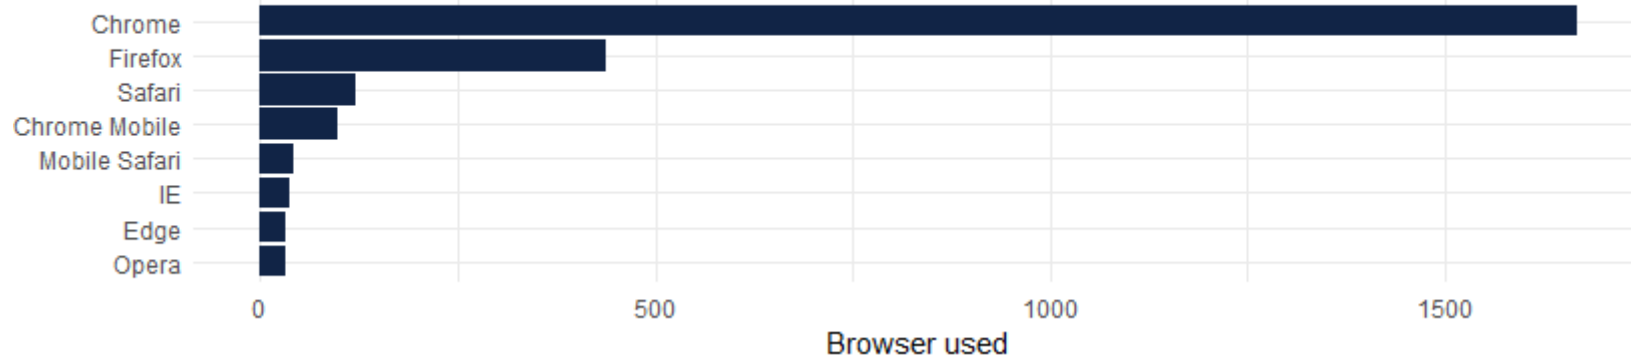 Chrome
Firefox
Safari
Chrome Mobile
Mobile Safari
IE
Edge
Opera
0 500 1000 1500
Browser used